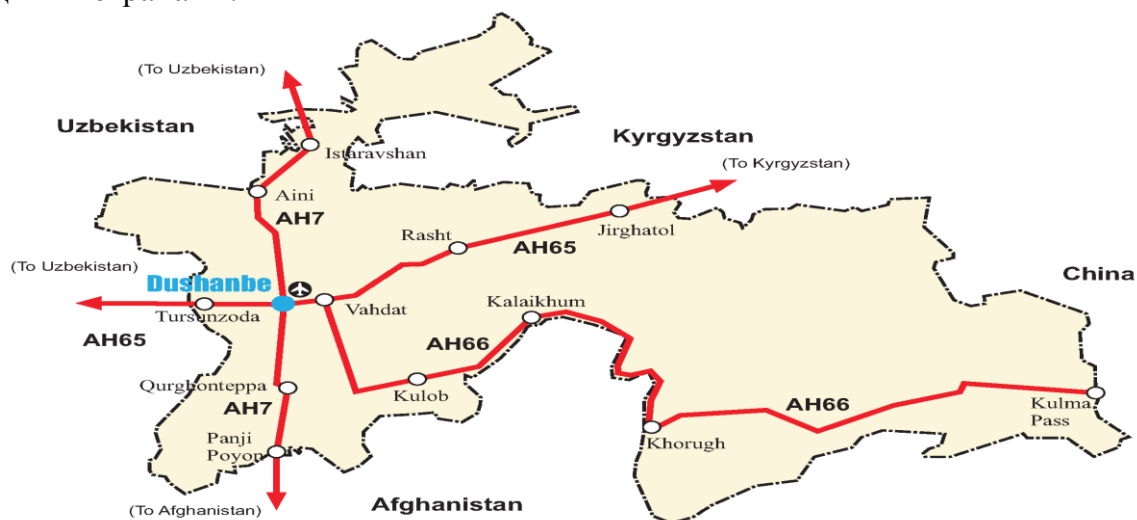 (To Uzbekistan)
Uzbekistan
Kyrgyzstan
Istaravshan
(To Kyrgyzstan)
Aini
AH7
Rasht
AH65
Jirghatol
(To Uzbekistan)
Dushanbe
China
Tursunzoda
Vahdat
Kalaikhum
AH65
AH66
Qurghonteppa
Kulob
AH7
AH66
Kulma
Pass
Panji
Poyon
Khorugh
(To Afghanistan)
Afghanistan